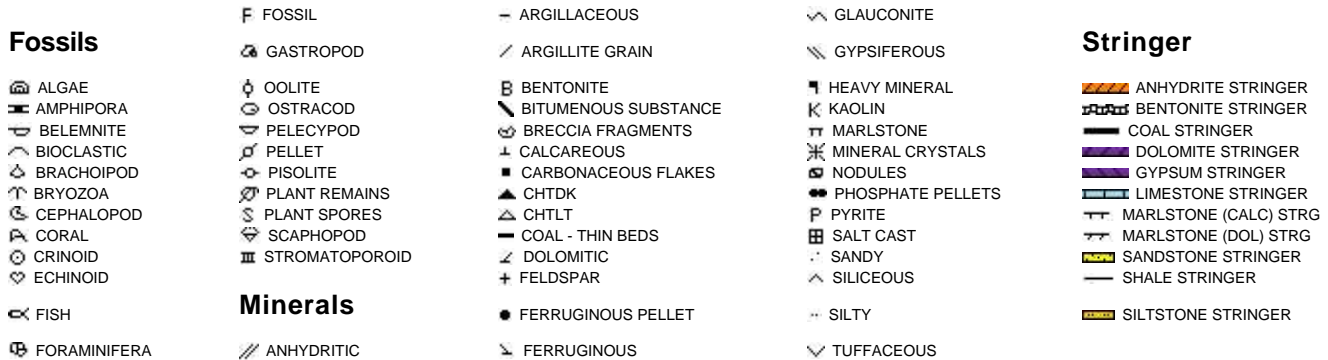 Fossils
ALGAE
AMPHIPORA
BELEMNITE
BIOCLASTIC
BRACHOIPOD
BRYOZOA
CEPHALOPOD
CORAL
CRINOID
ECHINOID
FISH
FORAMINIFERA
FOSSIL
GASTROPOD
OOLITE
OSTRACOD
PELECYPOD
PELLET
PISOLITE
PLANT REMAINS
PLANT SPORES
SCAPHOPOD
STROMATOPOROID
Minerals
ANHYDRITIC
ARGILLACEOUS
ARGILLITE GRAIN
BENTONITE
BITUMENOUS SUBSTANCE
BRECCIA FRAGMENTS
CALCAREOUS
CARBONACEOUS FLAKES
CHTDK
CHTLT
COAL - THIN BEDS
DOLOMITIC
FELDSPAR
FERRUGINOUS PELLET
FERRUGINOUS
GLAUCONITE
GYPSIFEROUS
HEAVY MINERAL
KAOLIN
MARLSTONE
MINERAL CRYSTALS
NODULES
PHOSPHATE PELLETS
PYRITE
SALT CAST
SANDY
SILICEOUS
SILTY
TUFFACEOUS
Stringer
ANHYDRITE STRINGER
BENTONITE STRINGER
COAL STRINGER
DOLOMITE STRINGER
GYPSUM STRINGER
LIMESTONE STRINGER
MARLSTONE (CALC) STRG
MARLSTONE (DOL) STRG
SANDSTONE STRINGER
SHALE STRINGER
SILTSTONE STRINGER